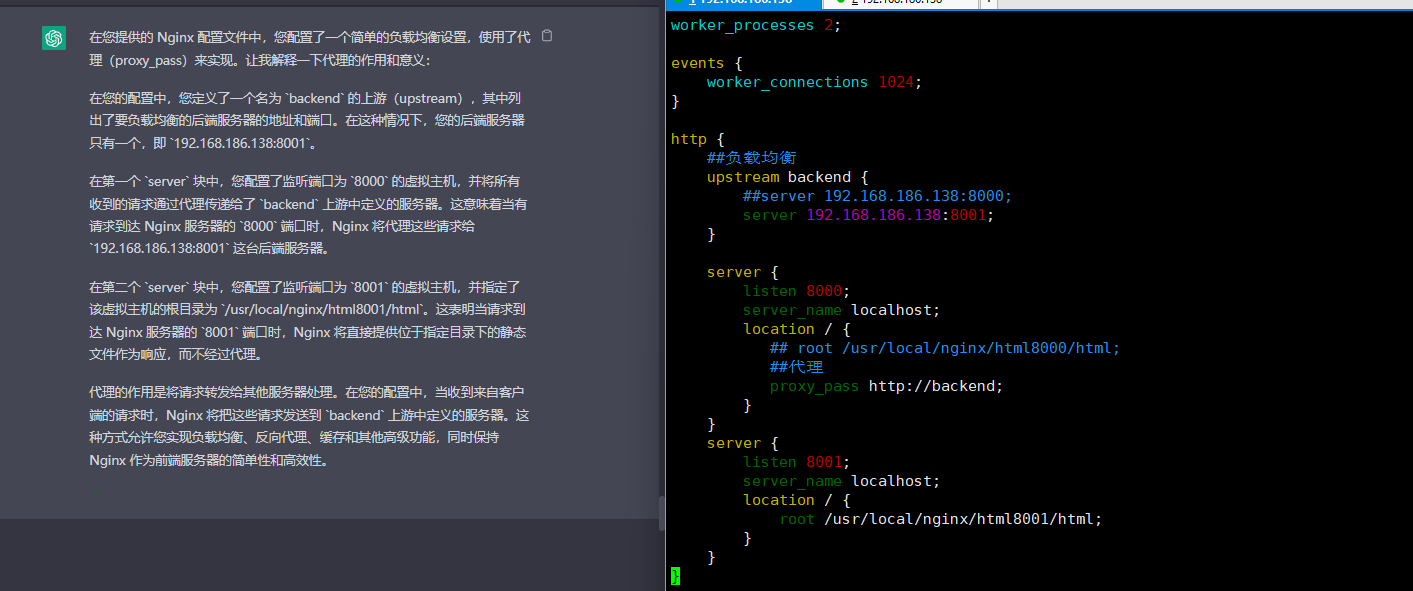 在您提供的 Nginx 配置文件中，您配置了一个简单的负载均衡设置，使用了代
理（proxy_pass）来实现。让我解释一下代理的作用和意义：
在您的配置中，您定义了一个名为 `backend` 的上游（upstream），其中列
出了要负载均衡的后端服务器的地址和端口。在这种情况下，您的后端服务器
只有一个，即 `192.168.186.138:8001`。
在第一个 `server` 块中，您配置了监听端口为 `8000` 的虚拟主机，并将所有
收到的请求通过代理传递给了 `backend` 上游中定义的服务器。这意味着当有
请求到达 Nginx 服务器的 `8000` 端口时，Nginx 将代理这些请求给
`192.168.186.138:8001` 这台后端服务器。
在第二个 `server` 块中，您配置了监听端口为 `8001` 的虚拟主机，并指定了
该虚拟主机的根目录为 `/usr/local/nginx/html8001/html`。这表明当请求到
达 Nginx 服务器的 `8001` 端口时，Nginx 将直接提供位于指定目录下的静态
文件作为响应，而不经过代理。
代理的作用是将请求转发给其他服务器处理。在您的配置中，当收到来自客户
端的请求时，Nginx 将把这些请求发送到 `backend` 上游中定义的服务器。这
种方式允许您实现负载均衡、反向代理、缓存和其他高级功能，同时保持
Nginx 作为前端服务器的简单性和高效性。
worker_processes 2;
events {
worker_connections 1024;
}
http {
##负载均衡
upstream backend {
##server 192.168.186.138:8000;
server 192.168.186.138:8001;
}
server {
listen 8000;
server_name localhost;
location / {
## root /usr/local/nginx/html8000/html;
##代理
proxy_pass http://backend;
}
}
server {
listen 8001;
server_name localhost;
location / {
root /usr/local/nginx/html8001/html;
}
}
}